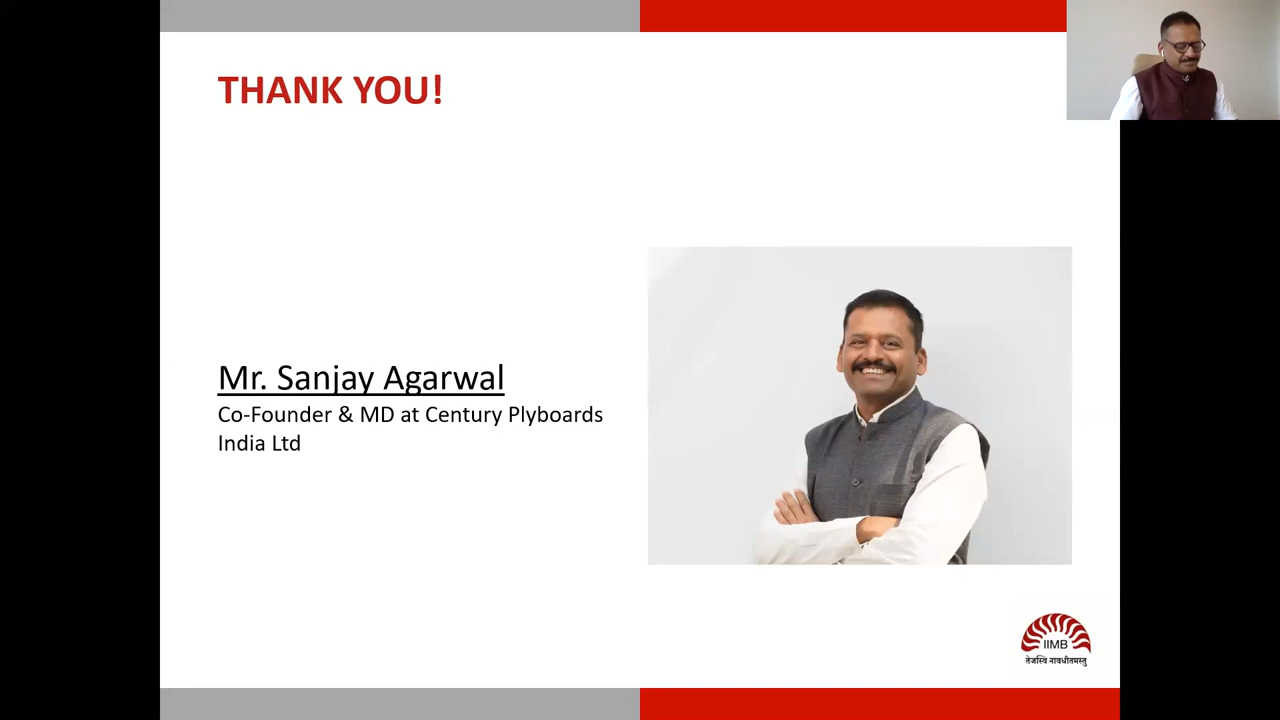 THANK YOU!
Mr. Sanjay Agarwal
Co-Founder & MD at Century Plyboards
India Ltd
IIMB
तेजस्वि नावधीतमस्तु